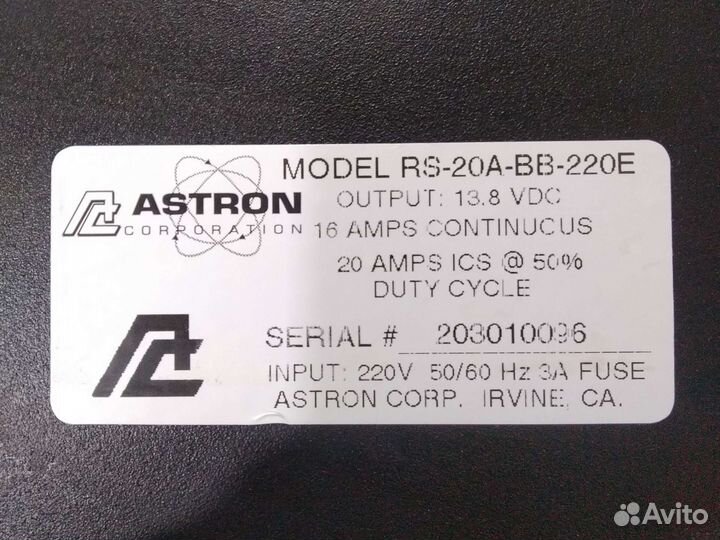 MODEL RS-20A-BB-220E
ASTRON
CORPORATION
OUTPUT: 13.8 VDC
16 AMPS CONTINUOUS
20 AMPS ICS @ 50%
DUTY CYCLE
SERIAL # 203010096
INPUT: 220V 50/60 Hz 3A FUSE
ASTRON CORP. IRVINE, CA.
Avito